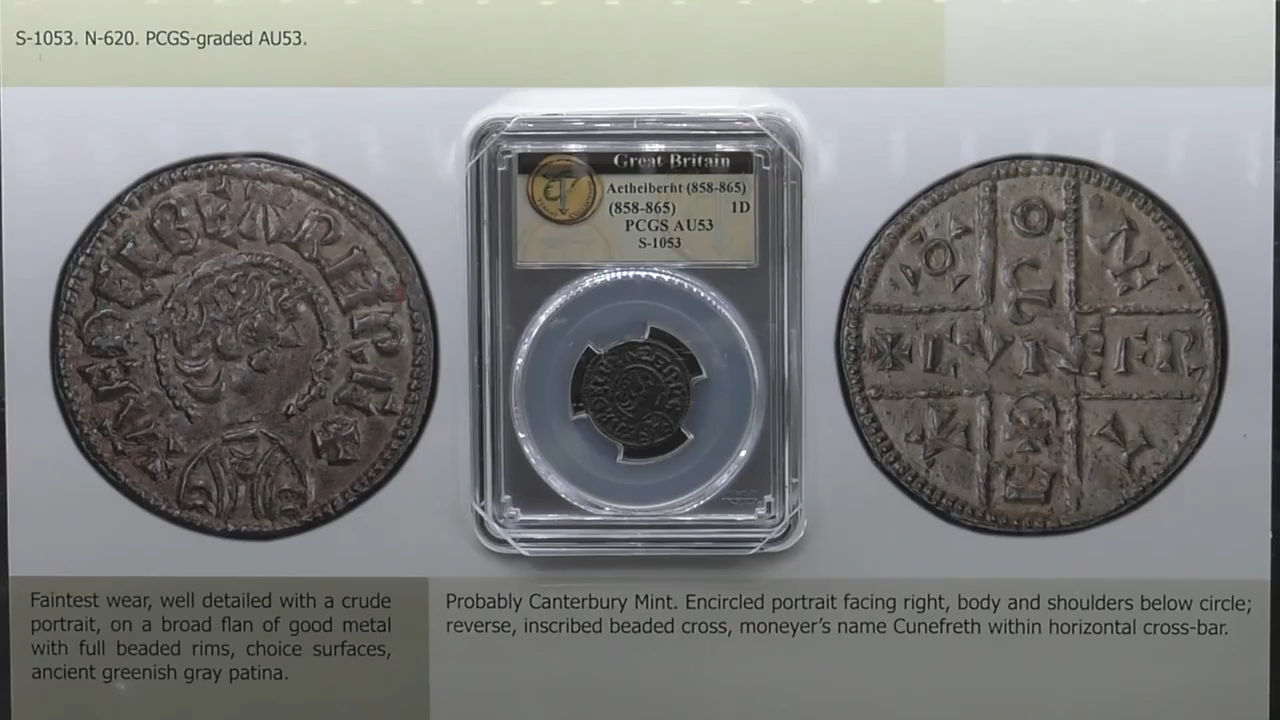 S-1053. N-620. PCGS-graded AU53.
Great Britain
Aethelberht (858-865)
(858-865) 1D
PCGS AU53
S-1053
Faintest wear, well detailed with a crude
portrait, on a broad flan of good metal
with full beaded rims, choice surfaces,
ancient greenish gray patina.
Probably Canterbury Mint. Encircled portrait facing right, body and shoulders below circle;
reverse, inscribed beaded cross, moneyer's name Cunefreth within horizontal cross-bar.